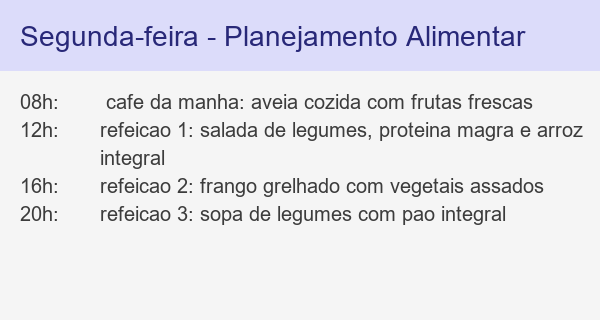 Segunda-feira - Planejamento Alimentar
08h: cafe da manha: aveia cozida com frutas frescas
12h: refeicao 1: salada de legumes, proteina magra e arroz
integral
16h: refeicao 2: frango grelhado com vegetais assados
20h: refeicao 3: sopa de legumes com pao integral